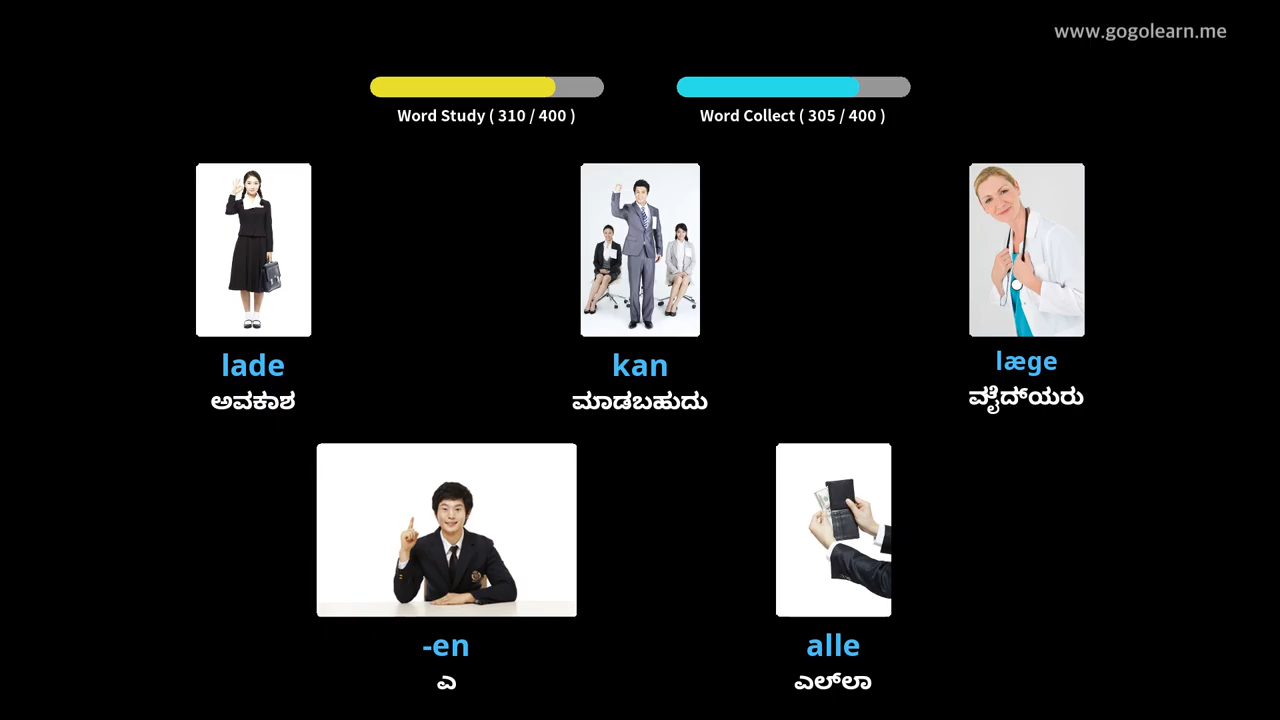 www.gogolearn.me
Word Study ( 310 / 400 )
Word Collect ( 305 / 400 )
lade
ಅವಕಾಶ
kan
ಮಾಡಬಹುದು
læge
ವೈದ್‌ಯರು
-en
ಎ
alle
ಎಲ್‌ಲಾ